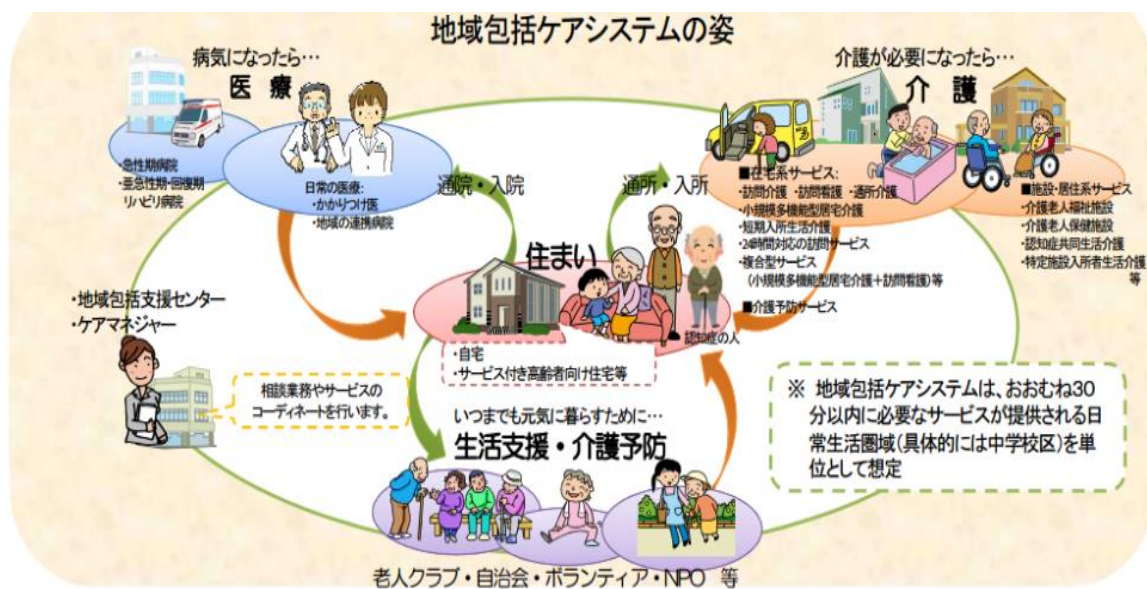 地域包括ケアシステムの姿
病気になったら…
医療
・急性期病院
・亜急性期・回復期
リハビリ病院
日常の医療:
・かかりつけ医
・地域の連携病院
通院・入院
通所・入所
介護が必要になったら…
介護
■在宅系サービス:
・訪問介護 ・訪問看護 ・通所介護
・小規模多機能型居宅介護
・短期入所生活介護
・24時間対応の訪問サービス
・複合型サービス
(小規模多機能型居宅介護+訪問看護)等
■介護予防サービス
■施設・居住系サービス
・介護老人福祉施設
・介護老人保健施設
・認知症共同生活介護
・特定施設入所者生活介護
等
住まい
認知症の人
・自宅
・サービス付き高齢者向け住宅等
・地域包括支援センター
・ケアマネジャー
相談業務やサービスの
コーディネートを行います。
いつまでも元気に暮らすために…
生活支援・介護予防
老人クラブ・自治会・ボランティア・NPO 等
※ 地域包括ケアシステムは、おおむね30
分以内に必要なサービスが提供される日
常生活圏域(具体的には中学校区)を単
位として想定